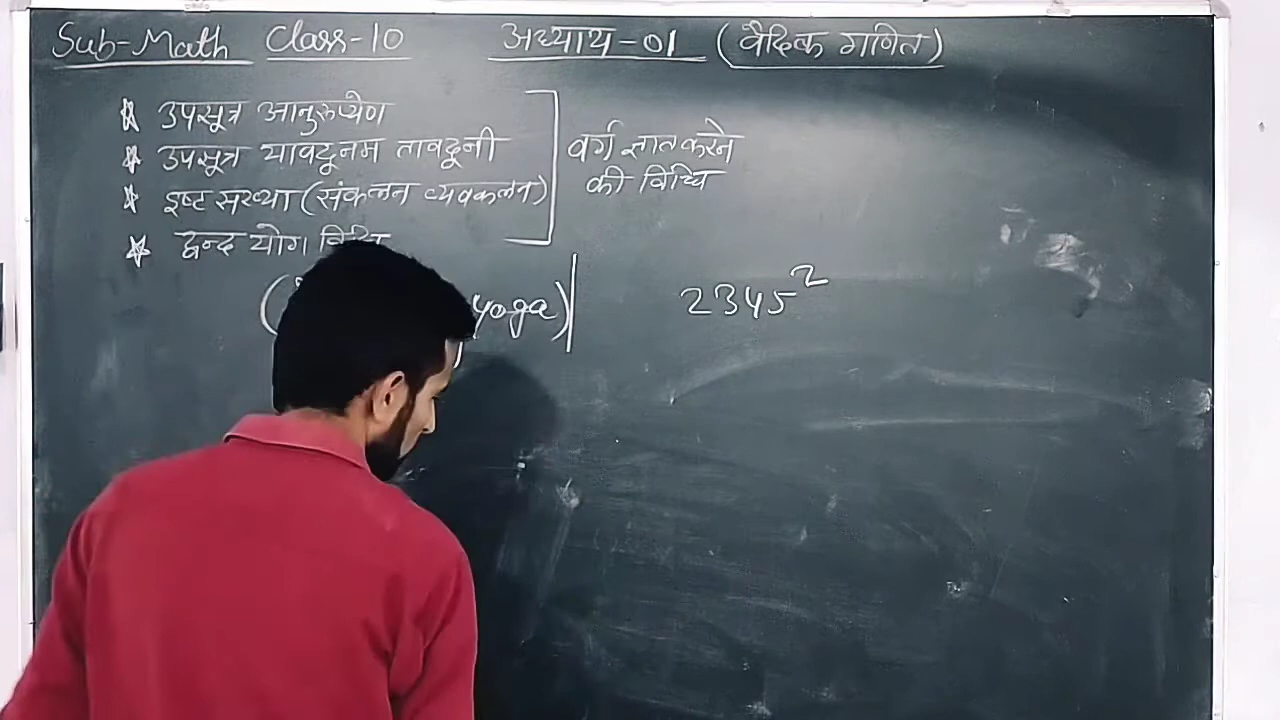 Sub-Math Class-10 अध्याय-01 (वैदिक गणित)
उपसूत्र आनुरूप्येण
उपसूत्र यावदूनम तावदूनी
इष्ट संख्या (संकलन व्यवकलन)
वर्ग ज्ञात करने
की विधि
द्वन्द योग विधि
yoga)
2345²